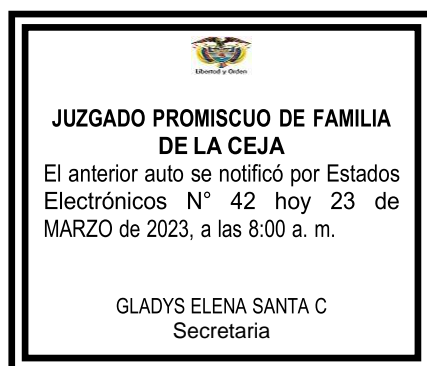 Libertad y Orden
JUZGADO PROMISCUO DE FAMILIA
DE LA CEJA
El anterior auto se notificó por Estados
Electrónicos N° 42 hoy 23 de
MARZO de 2023, a las 8:00 a. m.
GLADYS ELENA SANTA C
Secretaria